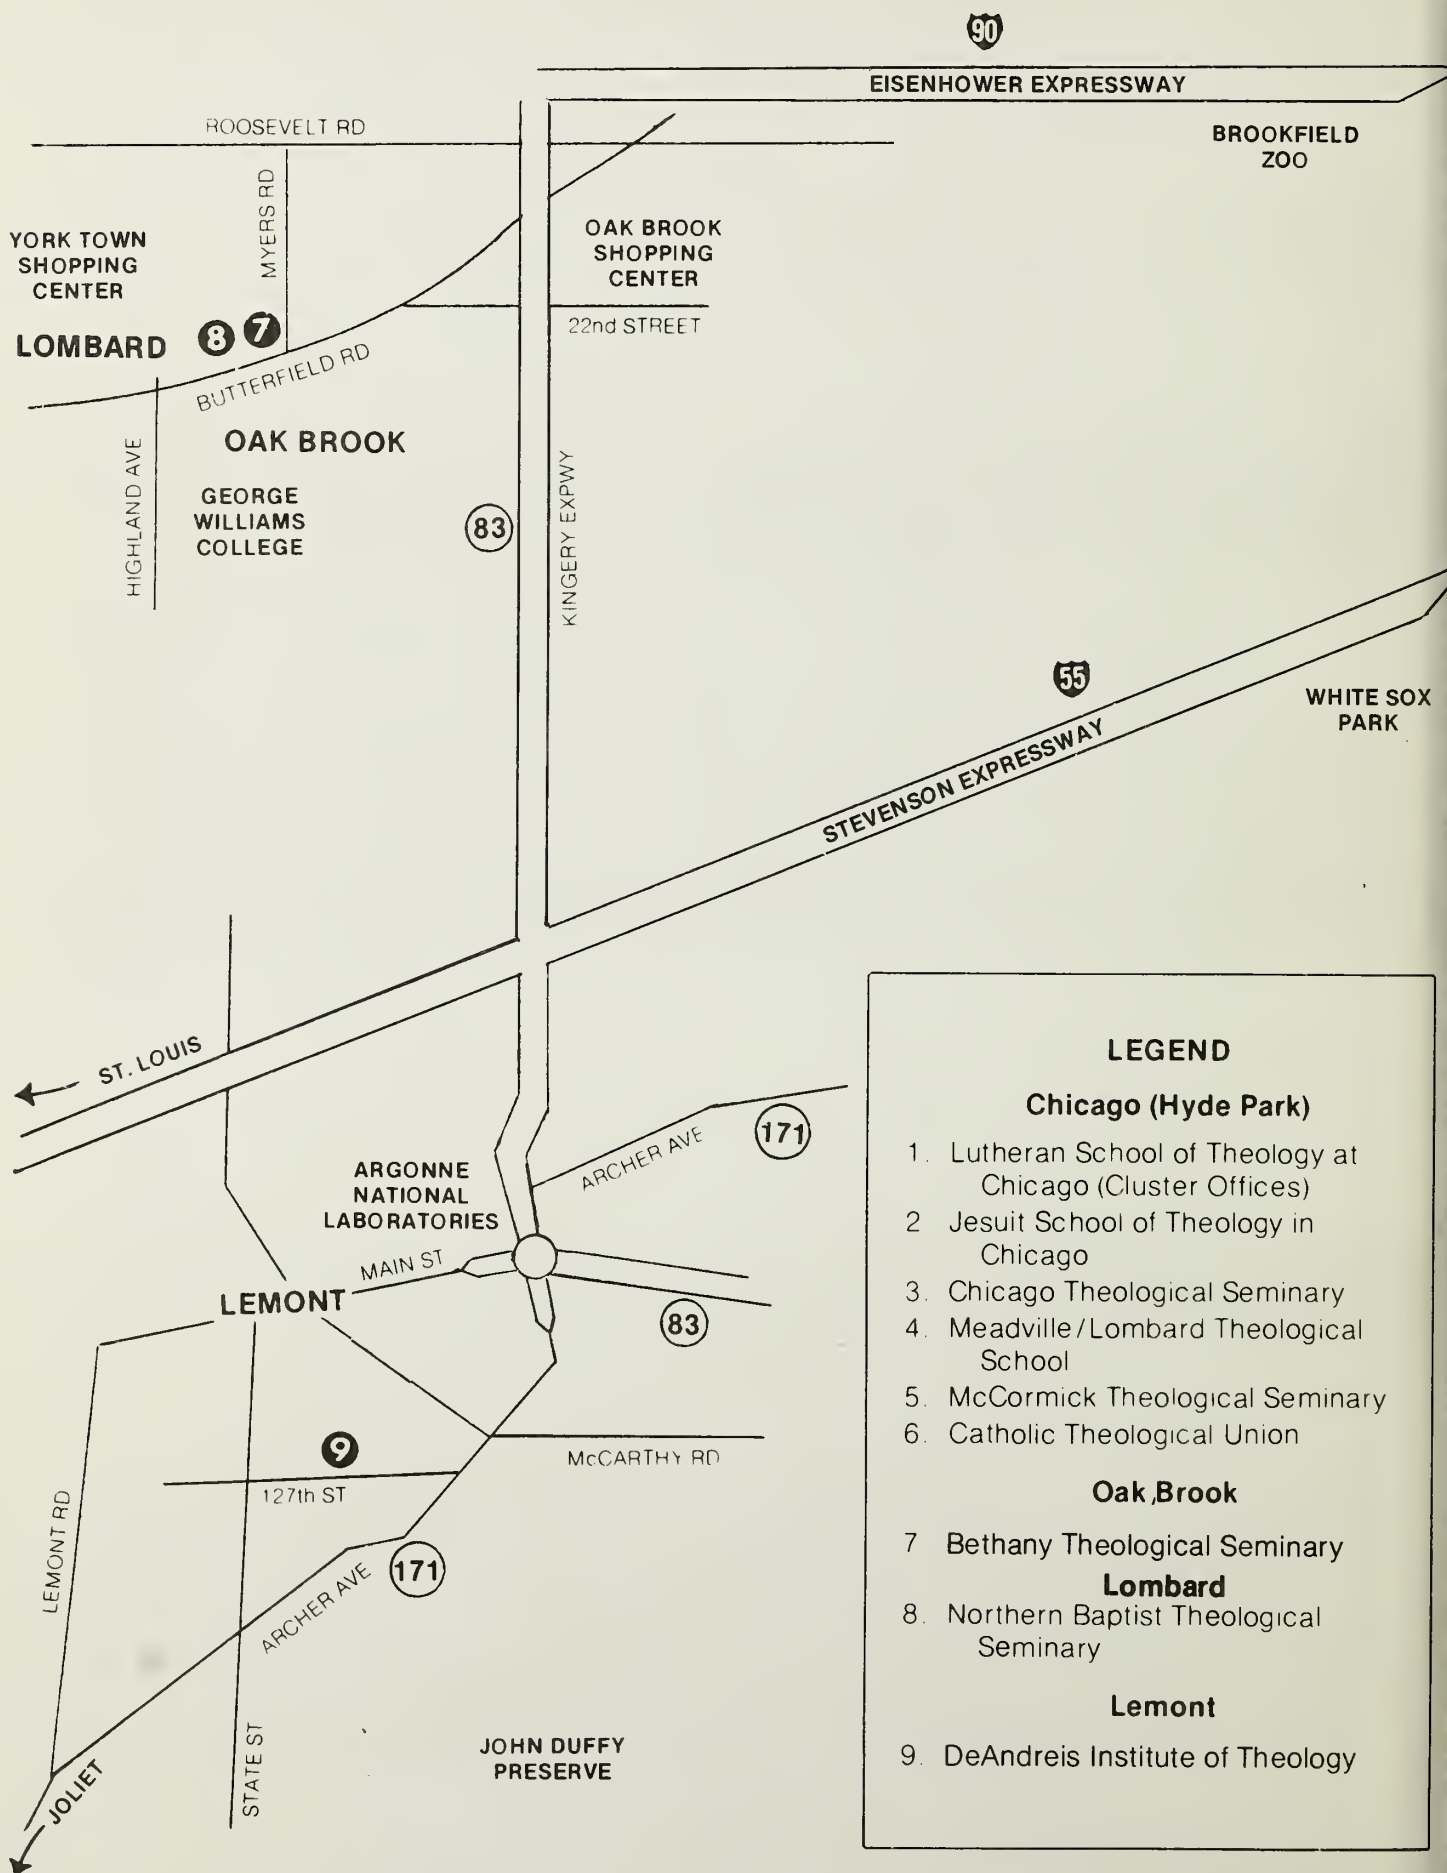 90
EISENHOWER EXPRESSWAY
ROOSEVELT RD
BROOKFIELD
ZOO
MYERS RD
YORK TOWN
SHOPPING
CENTER
OAK BROOK
SHOPPING
CENTER
LOMBARD
8
7
22nd STREET
BUTTERFIELD RD
OAK BROOK
HIGHLAND AVE
GEORGE
WILLIAMS
COLLEGE
83
KINGERY EXPWY
55
WHITE SOX
PARK
STEVENSON EXPRESSWAY
ST. LOUIS
ARCHER AVE
171
ARGONNE
NATIONAL
LABORATORIES
MAIN ST
LEMONT
83
9
McCARTHY RD
127th ST
LEMONT RD
171
ARCHER AVE
STATE ST
JOHN DUFFY
PRESERVE
JOLIET
LEGEND
Chicago (Hyde Park)
1. Lutheran School of Theology at
Chicago (Cluster Offices)
2 Jesuit School of Theology in
Chicago
3. Chicago Theological Seminary
4. Meadville/Lombard Theological
School
5. McCormick Theological Seminary
6. Catholic Theological Union
Oak Brook
7 Bethany Theological Seminary
Lombard
8. Northern Baptist Theological
Seminary
Lemont
9. DeAndreis Institute of Theology